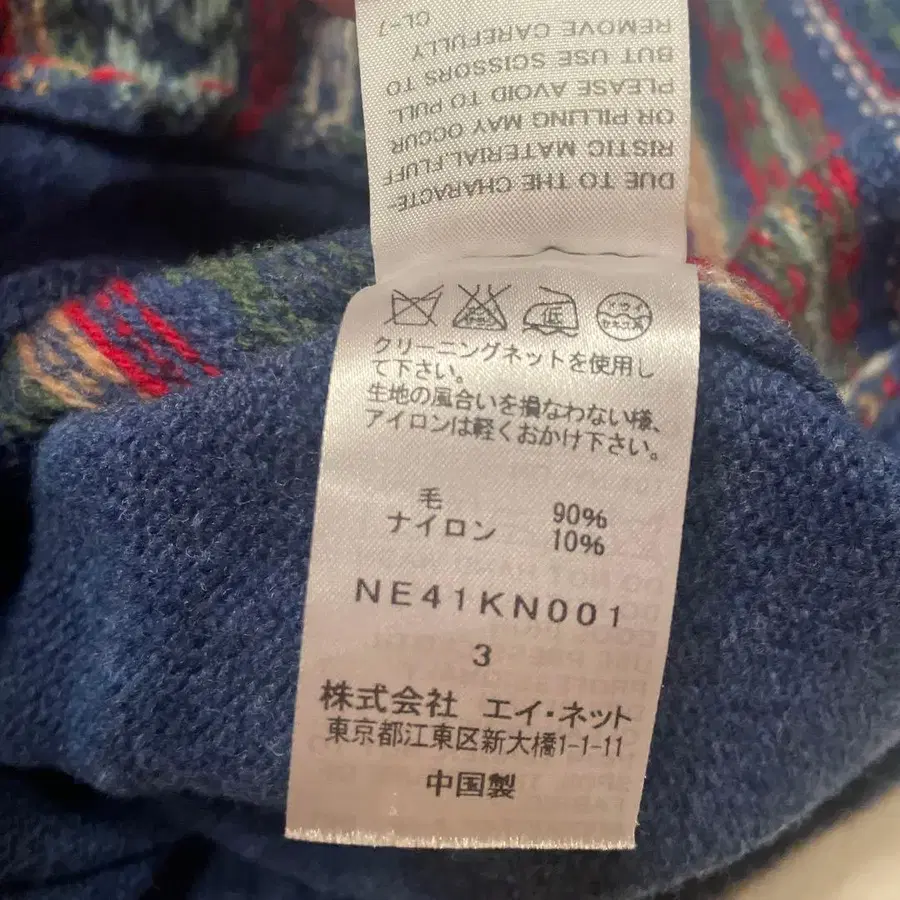 DUE TO THE CHARACTE-
RISTIC MATERIAL,FLUFF
OR PILLING MAY OCCUR
PLEASE AVOID TO PULL
BUT USE SCISSORS TO
REMOVE CAREFULLY
CL-7
低
クリーニングネットを使用し
て下さい。
生地の風合いを損なわない様、
アイロンは軽くおかけ下さい。
毛 90%
ナイロン 10%
NE41KN001
3
株式会社 エイ・ネット
東京都江東区新大橋1-1-11
中国製